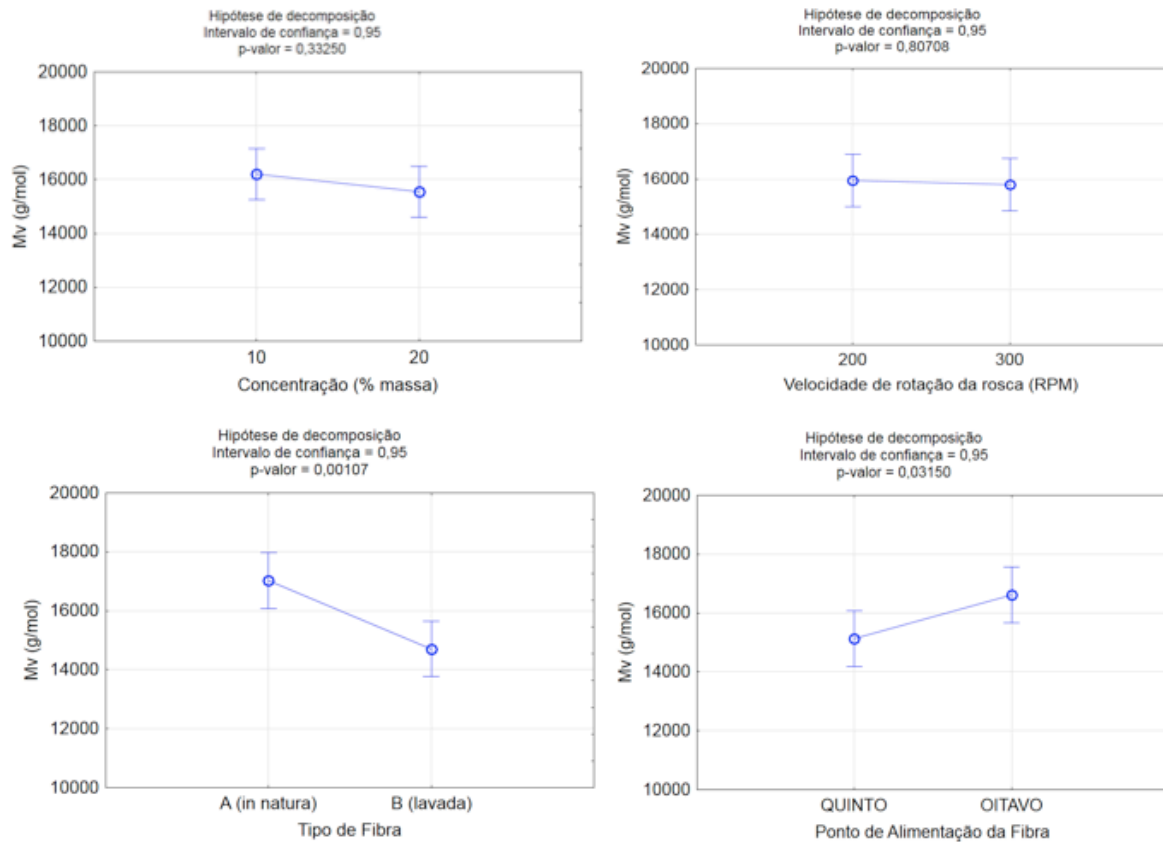 Hipótese de decomposição
Intervalo de confiança = 0,95
p-valor = 0,33250
20000
18000
16000
14000
12000
10000
Mv (g/mol)
10
20
Concentração (% massa)
Hipótese de decomposição
Intervalo de confiança = 0,95
p-valor = 0,80708
20000
18000
16000
14000
12000
10000
Mv (g/mol)
200
300
Velocidade de rotação da rosca (RPM)
Hipótese de decomposição
Intervalo de confiança = 0,95
p-valor = 0,00107
20000
18000
16000
14000
12000
10000
Mv (g/mol)
A (in natura)
B (lavada)
Tipo de Fibra
Hipótese de decomposição
Intervalo de confiança = 0,95
p-valor = 0,03150
20000
18000
16000
14000
12000
10000
Mv (g/mol)
QUINTO
OITAVO
Ponto de Alimentação da Fibra